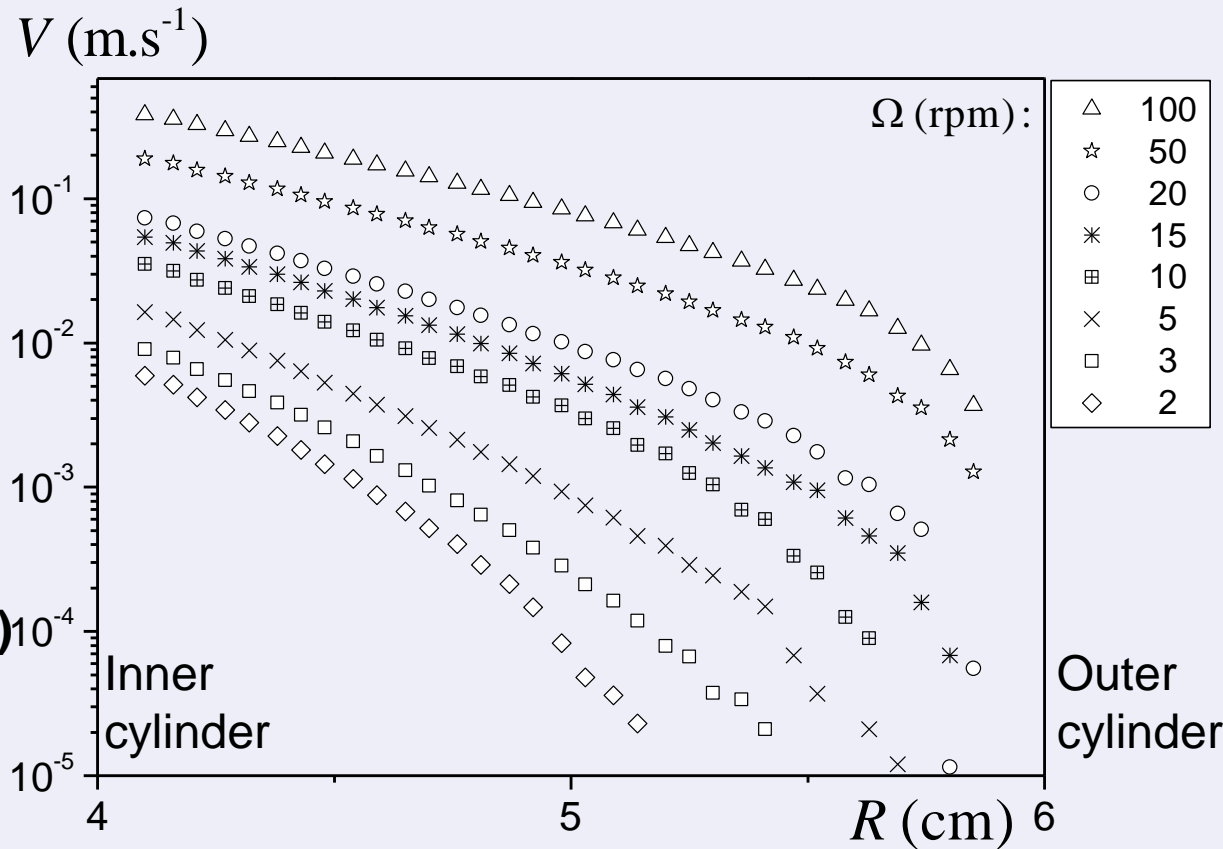 V (m.s⁻¹)
Ω (rpm):
100
50
20
15
10
5
3
2
10⁻¹
10⁻²
10⁻³
)10⁻⁴
10⁻⁵
Inner
cylinder
Outer
cylinder
4 5 R (cm) 6